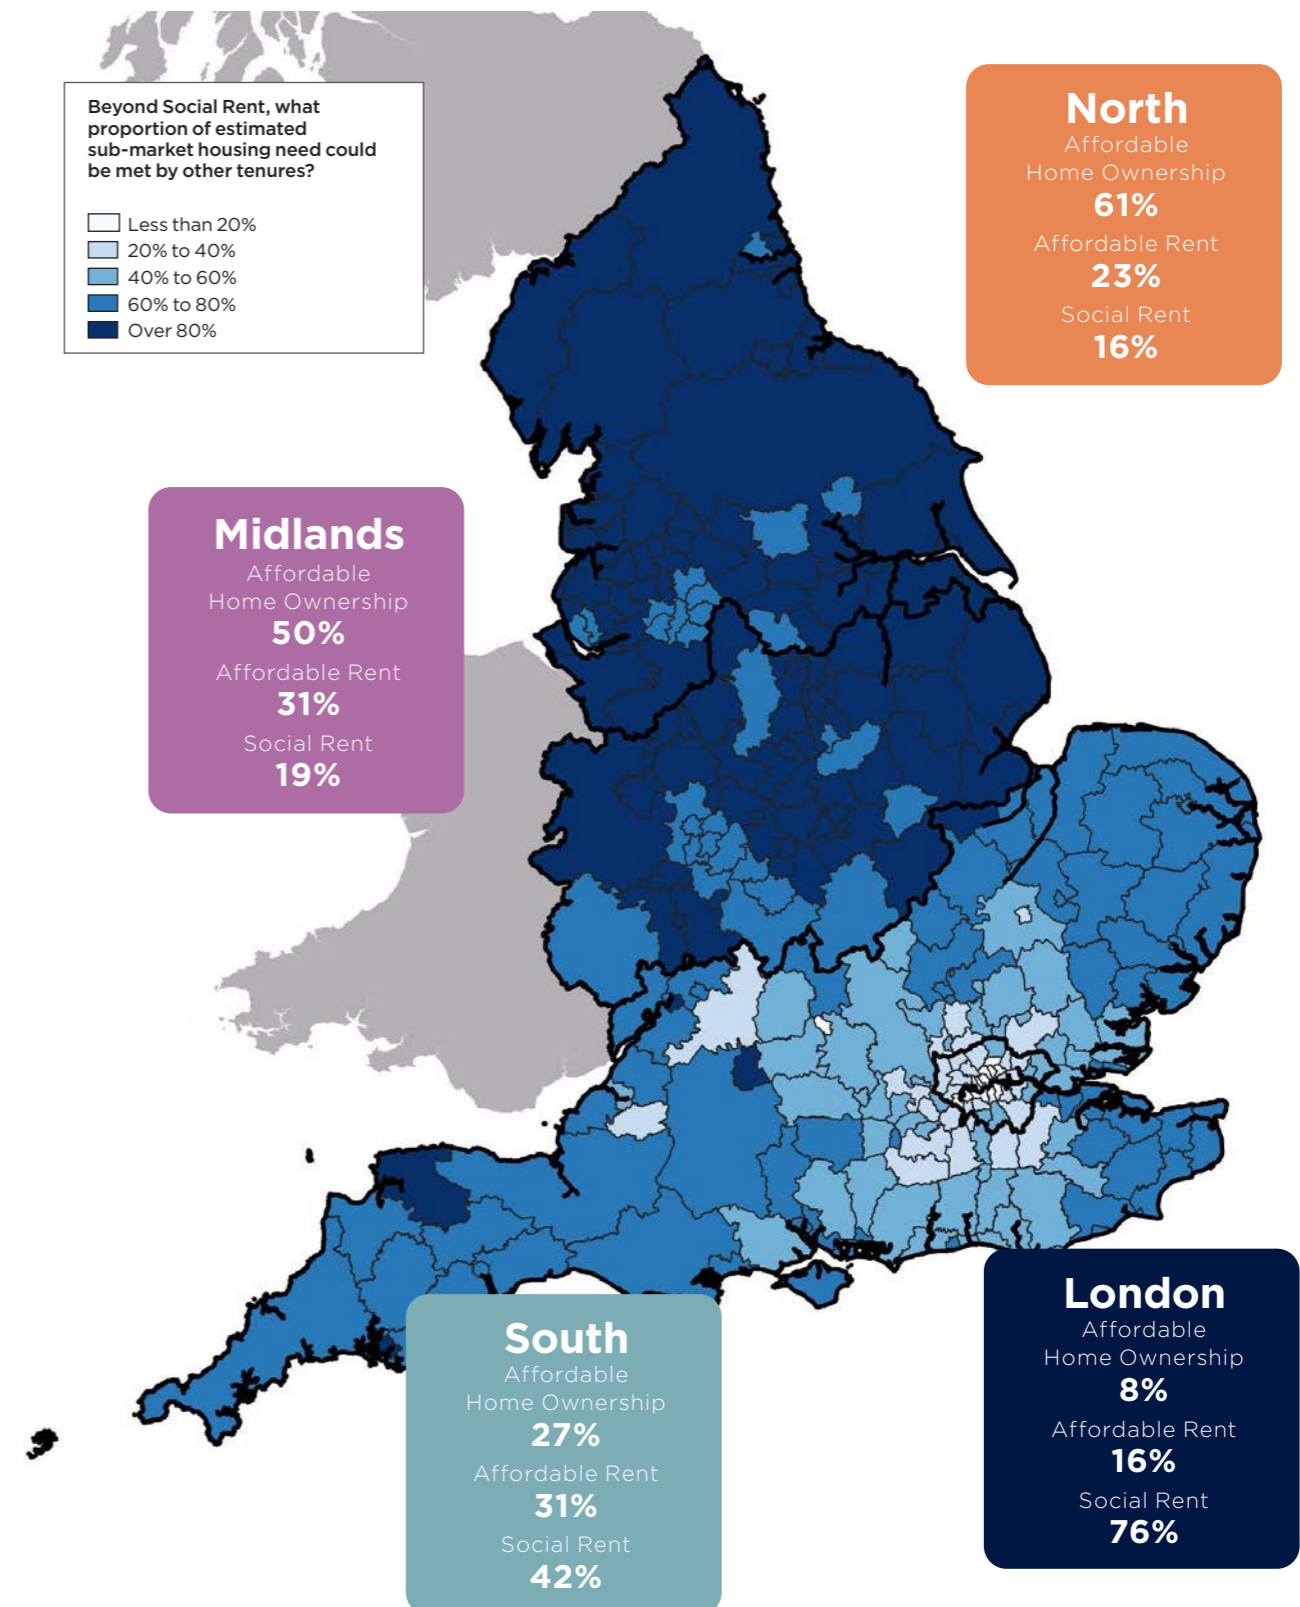 Beyond Social Rent, what
proportion of estimated
sub-market housing need could
be met by other tenures?
Less than 20%
20% to 40%
40% to 60%
60% to 80%
Over 80%
North
Affordable
Home Ownership
61%
Affordable Rent
23%
Social Rent
16%
Midlands
Affordable
Home Ownership
50%
Affordable Rent
31%
Social Rent
19%
South
Affordable
Home Ownership
27%
Affordable Rent
31%
Social Rent
42%
London
Affordable
Home Ownership
8%
Affordable Rent
16%
Social Rent
76%